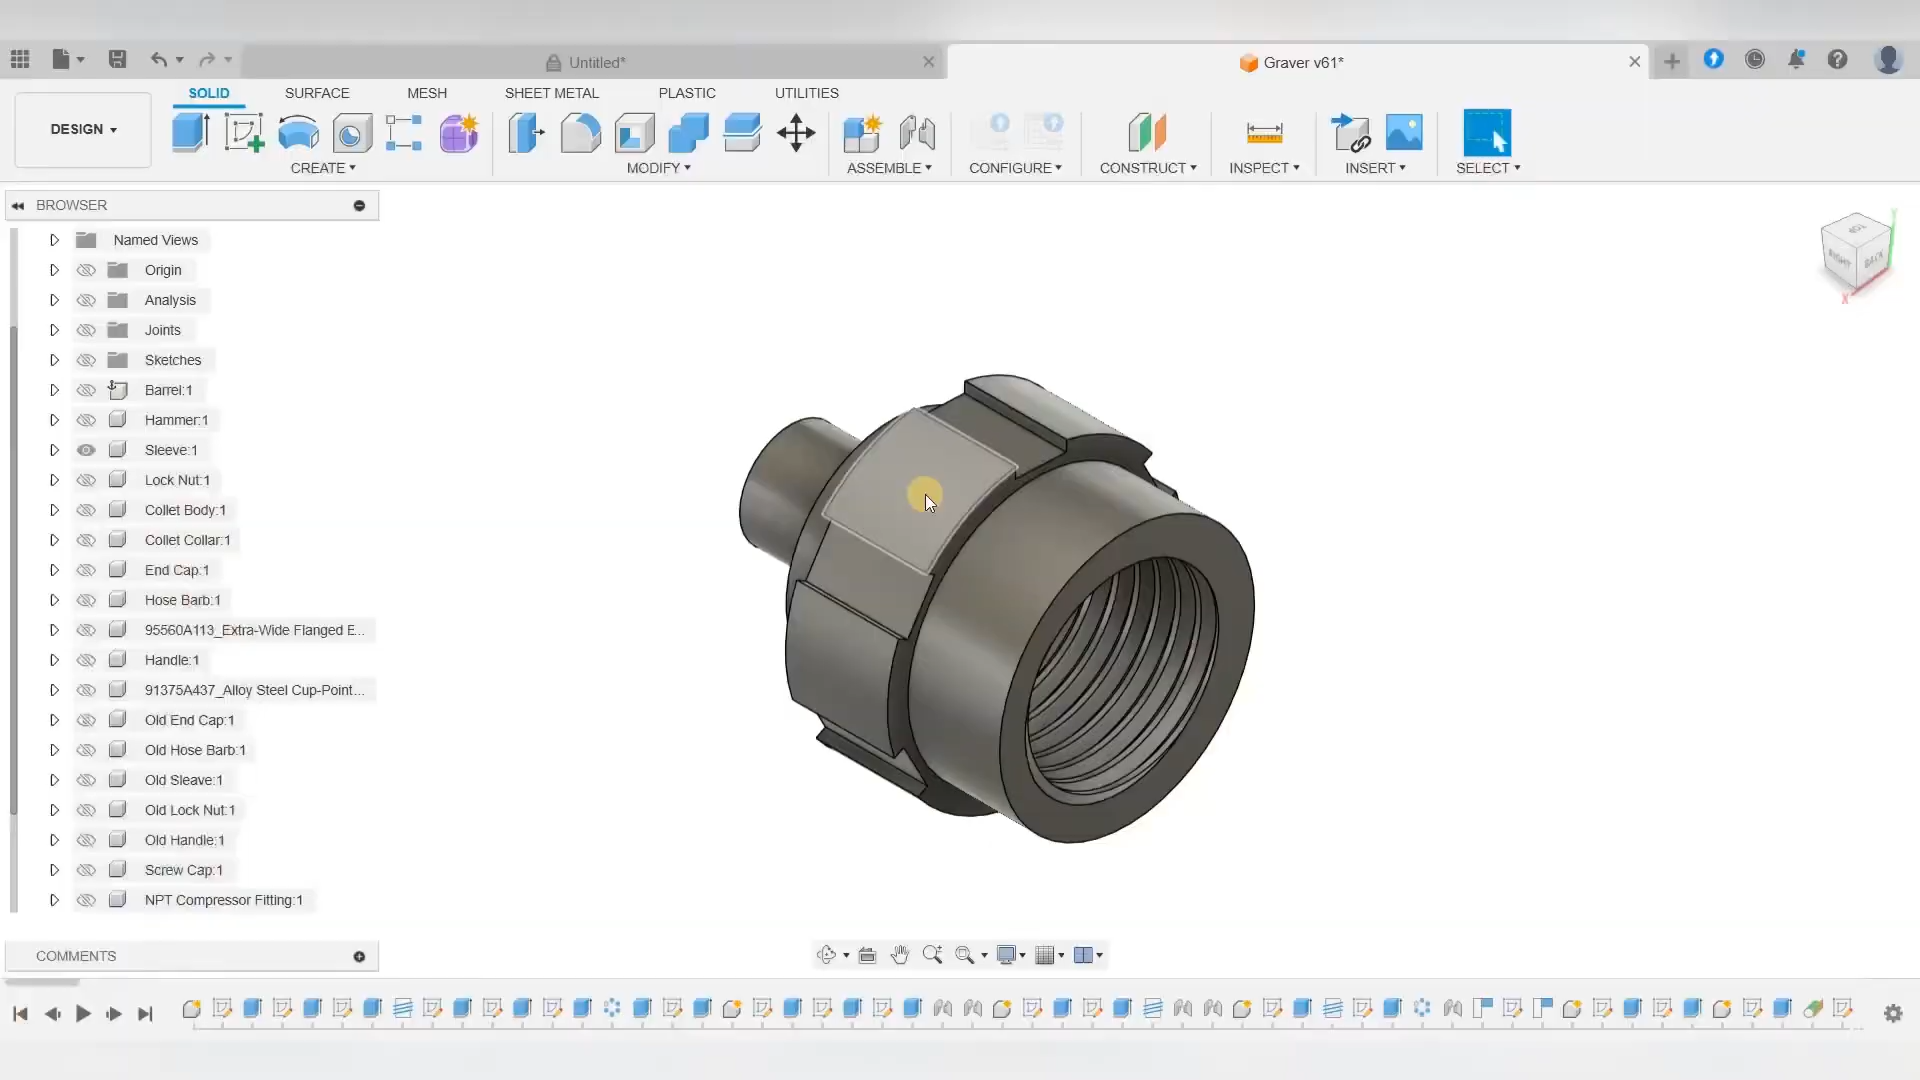 Untitled*
Graver v61*
SOLID SURFACE MESH SHEET METAL PLASTIC UTILITIES
DESIGN
CREATE MODIFY ASSEMBLE CONFIGURE CONSTRUCT INSPECT INSERT SELECT
BROWSER
Named Views
Origin
Analysis
Joints
Sketches
Barrel:1
Hammer:1
Sleeve:1
Lock Nut:1
Collet Body:1
Collet Collar:1
End Cap:1
Hose Barb:1
95560A113_Extra-Wide Flanged E...
Handle:1
91375A437_Alloy Steel Cup-Point...
Old End Cap:1
Old Hose Barb:1
Old Sleave:1
Old Lock Nut:1
Old Handle:1
Screw Cap:1
NPT Compressor Fitting:1
COMMENTS
TOP
RIGHT
BACK
Y
X